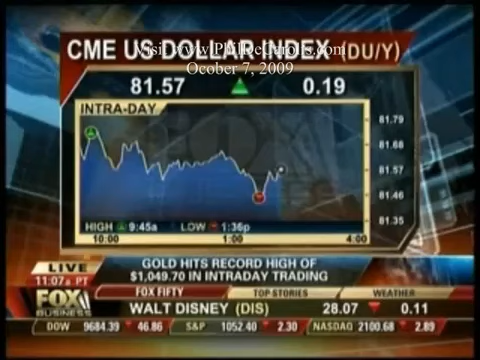 CME US DOLLAR INDEX (DU/Y)
Visit www.PhilDeCarolis.com
Ocober 7, 2009
81.57 0.19
INTRA-DAY
81.79
81.68
81.57
81.46
81.35
HIGH 9:45a LOW 1:36p
10:00 1:00 4:00
LIVE
11:07a PT
GOLD HITS RECORD HIGH OF
$1,049.70 IN INTRADAY TRADING
FOX FIFTY TOP STORIES WEATHER
FOX
BUSINESS
WALT DISNEY (DIS) 28.07 0.11
DOW 9684.39 46.86 S&P 1052.40 2.30 NASDAQ 2100.68 2.89